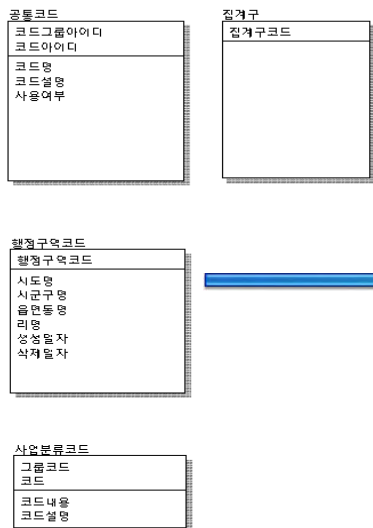 공통코드
코드그룹아이디
코드아이디
코드명
코드설명
사용여부
집계구
집계구코드
행정구역코드
행정구역코드
시도명
시군구명
읍면동명
리명
생성일자
삭제일자
사업분류코드
그룹코드
코드
코드내용
코드설명